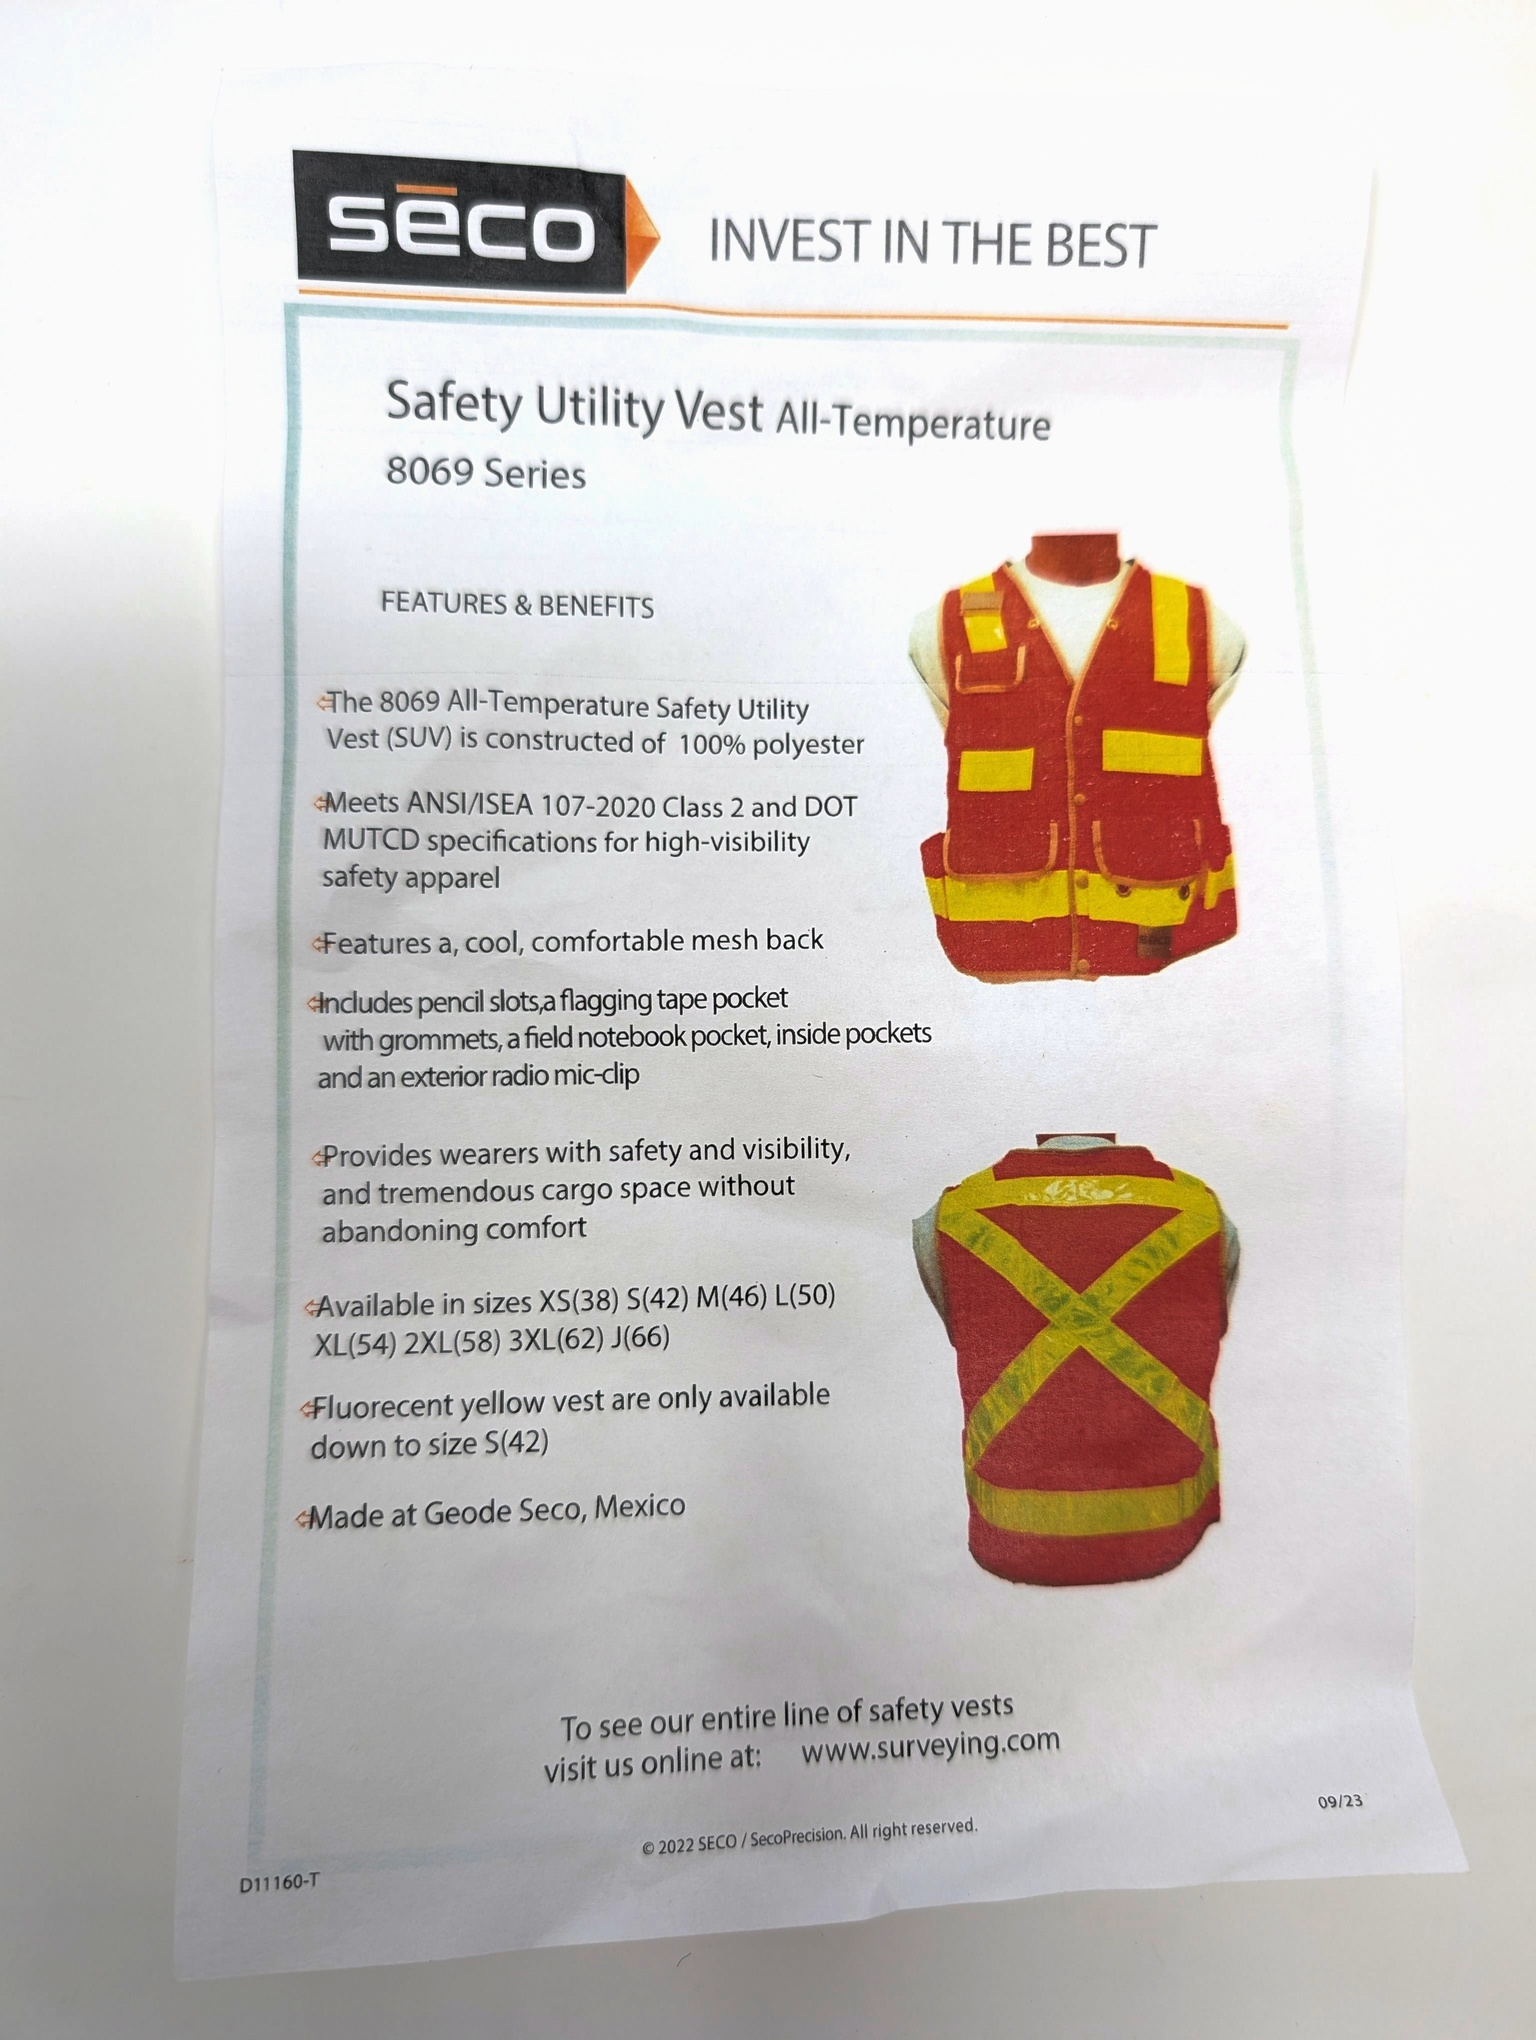 sēco
INVEST IN THE BEST
Safety Utility Vest All-Temperature
8069 Series
FEATURES & BENEFITS
The 8069 All-Temperature Safety Utility
Vest (SUV) is constructed of 100% polyester
Meets ANSI/ISEA 107-2020 Class 2 and DOT
MUTCD specifications for high-visibility
safety apparel
Features a, cool, comfortable mesh back
Includes pencil slots,a flagging tape pocket
with grommets, a field notebook pocket, inside pockets
and an exterior radio mic-clip
Provides wearers with safety and visibility,
and tremendous cargo space without
abandoning comfort
Available in sizes XS(38) S(42) M(46) L(50)
XL(54) 2XL(58) 3XL(62) J(66)
Fluorecent yellow vest are only available
down to size S(42)
Made at Geode Seco, Mexico
To see our entire line of safety vests
visit us online at: www.surveying.com
09/23
© 2022 SECO / SecoPrecision. All right reserved.
D11160-T